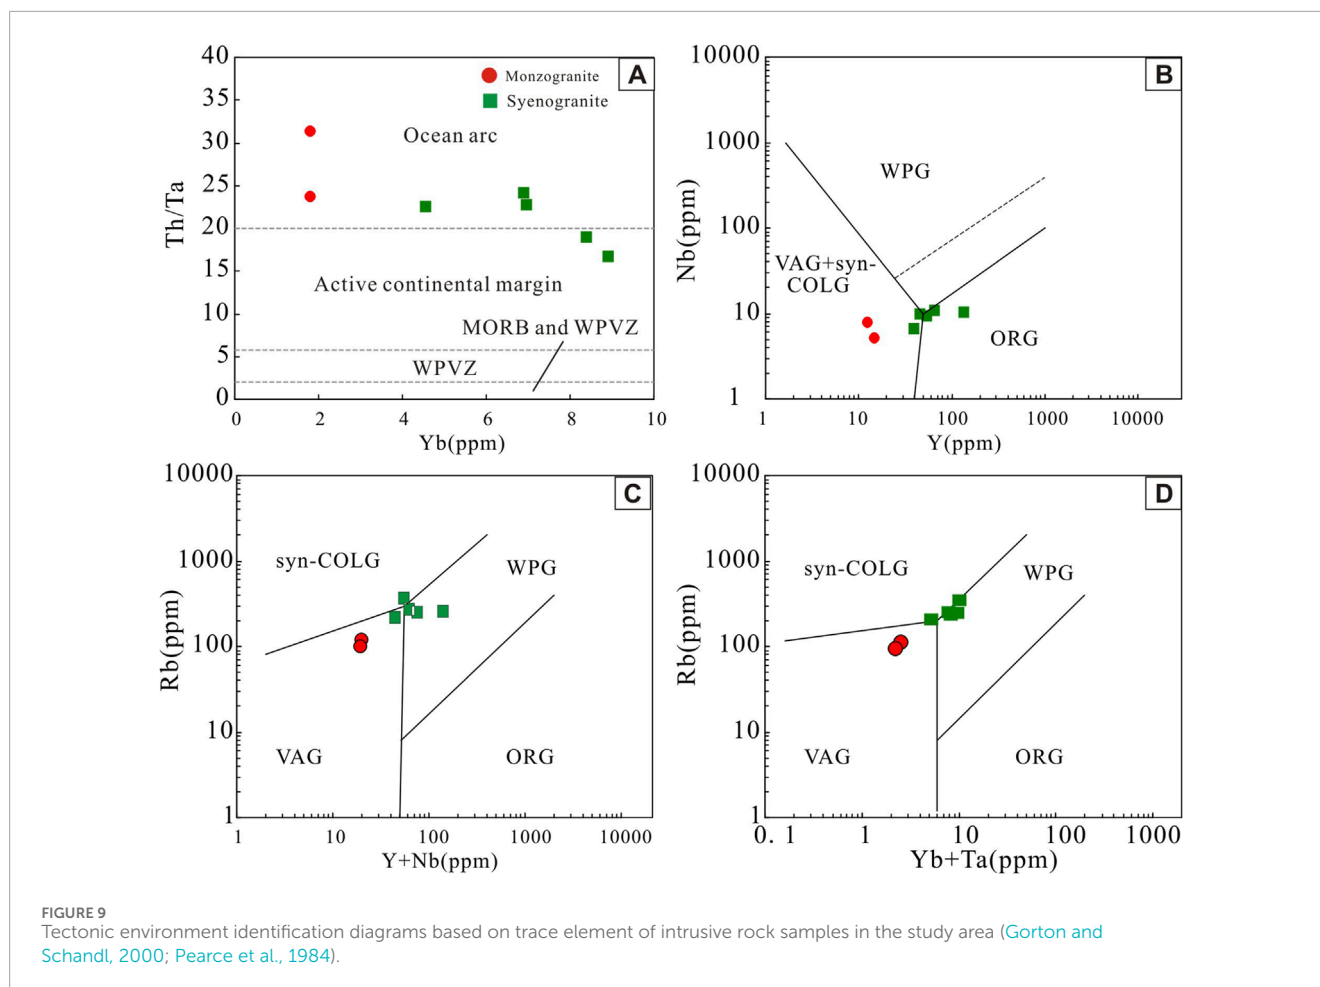 40
35
30
25
20
15
10
5
0
Th/Ta
A
Monzogranite
Syenogranite
Ocean arc
Active continental margin
MORB and WPVZ
WPVZ
0 2 4 6 8 10
Yb(ppm)
10000
1000
100
10
1
Nb(ppm)
B
WPG
VAG+syn-
COLG
ORG
1 10 100 1000 10000
Y(ppm)
10000
1000
100
10
1
Rb(ppm)
C
syn-COLG
WPG
VAG
ORG
1 10 100 1000 10000
Y+Nb(ppm)
10000
1000
100
10
1
Rb(ppm)
D
syn-COLG
WPG
VAG
ORG
0. 1 1 10 100 1000
Yb+Ta(ppm)
FIGURE 9
Tectonic environment identification diagrams based on trace element of intrusive rock samples in the study area (Gorton and
Schandl, 2000; Pearce et al., 1984).